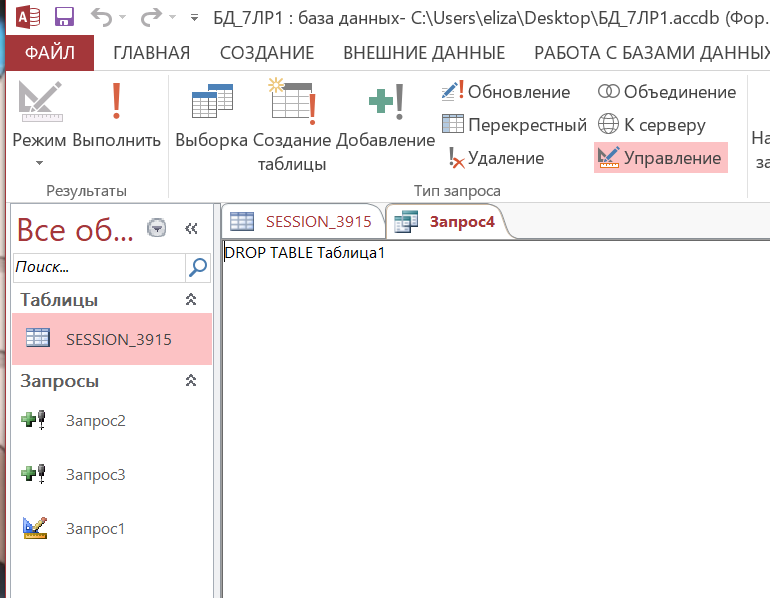 БД_7ЛР1 : база данных- C:\Users\eliza\Desktop\БД_7ЛР1.accdb (Фор.
ФАЙЛ ГЛАВНАЯ СОЗДАНИЕ ВНЕШНИЕ ДАННЫЕ РАБОТА С БАЗАМИ ДАННЫХ
Режим Выполнить
Результаты
Выборка Создание таблицы Добавление
Обновление
Перекрестный
Удаление
Объединение
К серверу
Управление
Тип запроса
На
за
Все об...
Поиск...
Таблицы
SESSION_3915
Запросы
Запрос2
Запрос3
Запрос1
SESSION_3915 Запрос4
DROP TABLE Таблица1